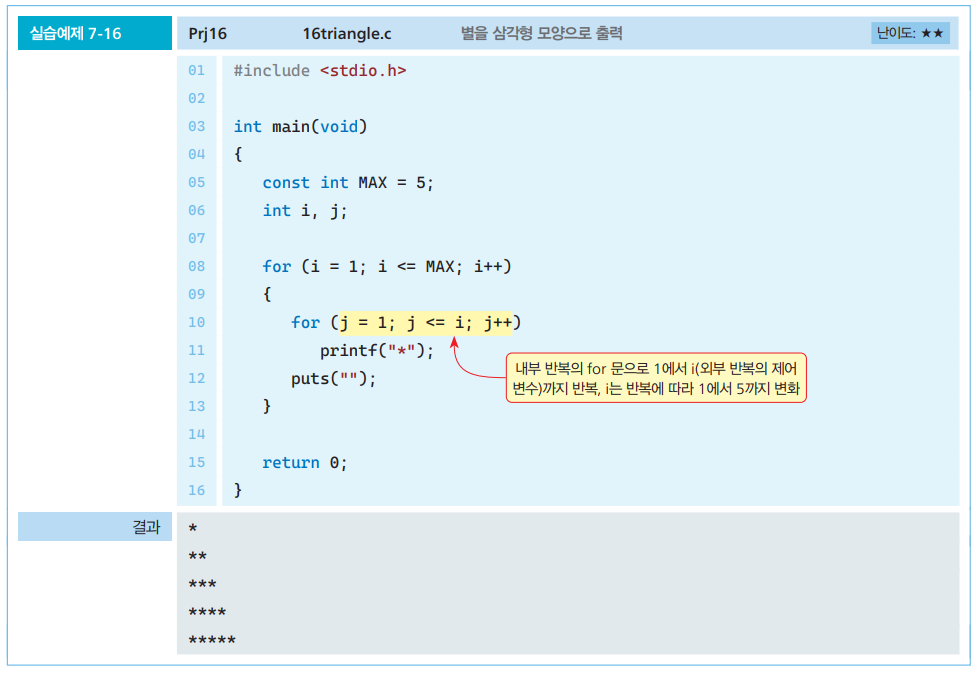 실습예제 7-16 Prj16 16triangle.c 별을 삼각형 모양으로 출력 난이도: ★★
01 #include <stdio.h>
02
03 int main(void)
04 {
05 const int MAX = 5;
06 int i, j;
07
08 for (i = 1; i <= MAX; i++)
09 {
10 for (j = 1; j <= i; j++)
11 printf("*");
12 puts("");
13 }
14
15 return 0;
16 }
내부 반복의 for 문으로 1에서 i(외부 반복의 제어
변수)까지 반복, i는 반복에 따라 1에서 5까지 변화
결과
*
**
***
****
*****